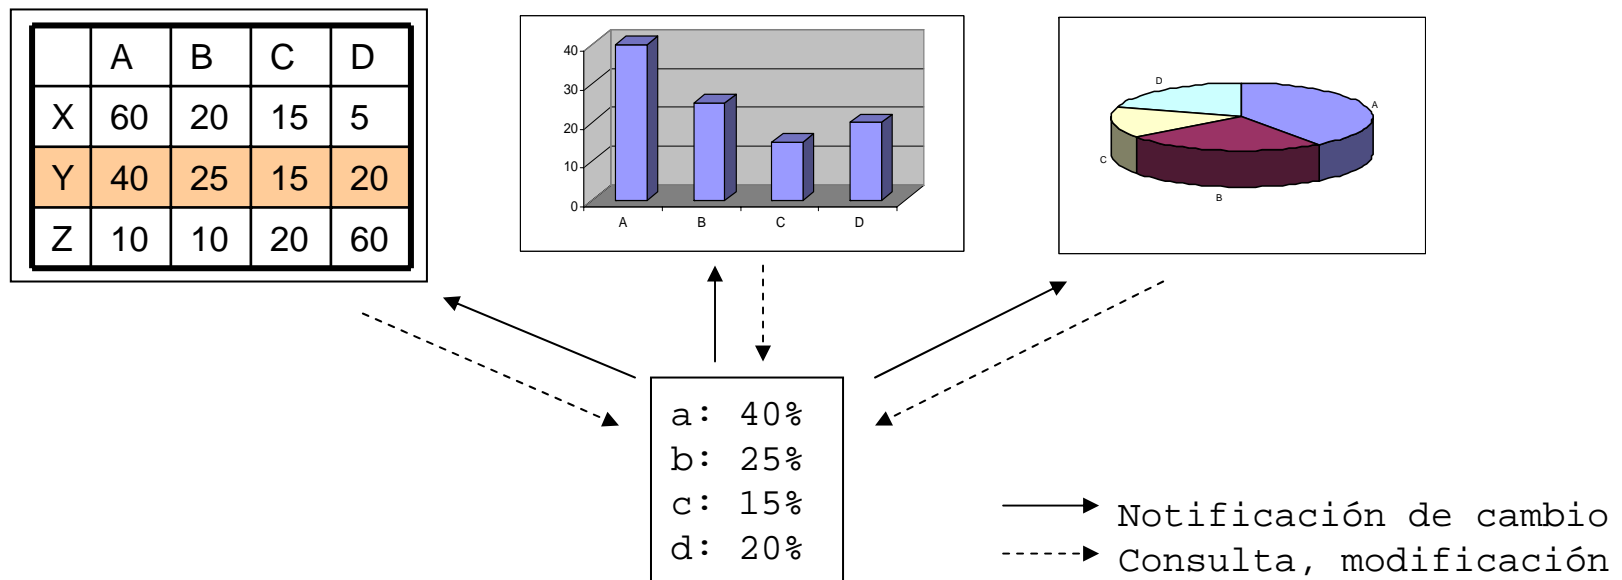 A B C D
X 60 20 15 5
Y 40 25 15 20
Z 10 10 20 60
40
30
20
10
0
A B C D
D
A
C
B
a: 40%
b: 25%
c: 15%
d: 20%
Notificación de cambio
Consulta, modificación